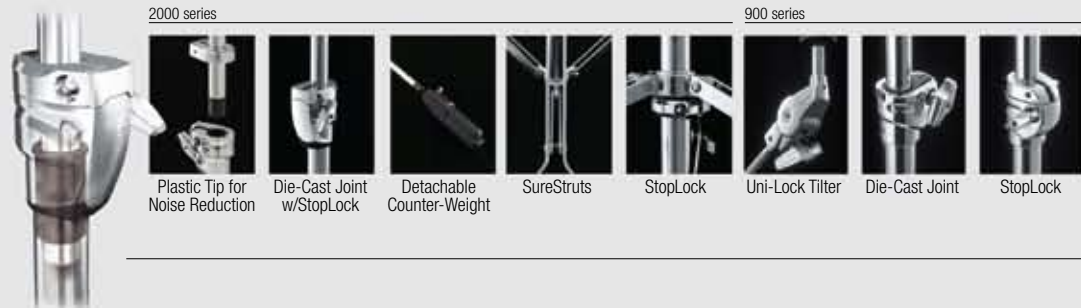 2000 series
900 series
Plastic Tip for
Noise Reduction
Die-Cast Joint
w/StopLock
Detachable
Counter-Weight
SureStruts
StopLock
Uni-Lock Tilter
Die-Cast Joint
StopLock